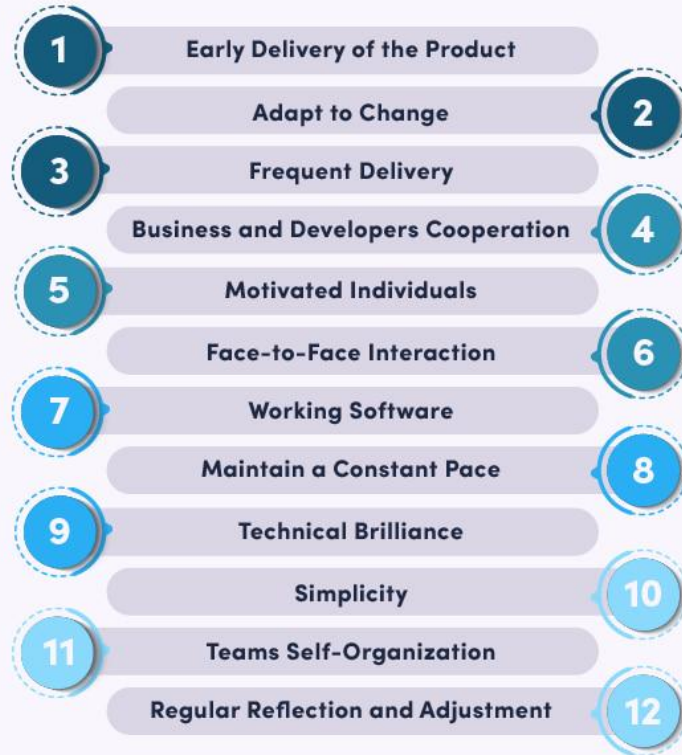 1 Early Delivery of the Product
Adapt to Change 2
3 Frequent Delivery
Business and Developers Cooperation 4
5 Motivated Individuals
Face-to-Face Interaction 6
7 Working Software
Maintain a Constant Pace 8
9 Technical Brilliance
Simplicity 10
11 Teams Self-Organization
Regular Reflection and Adjustment 12